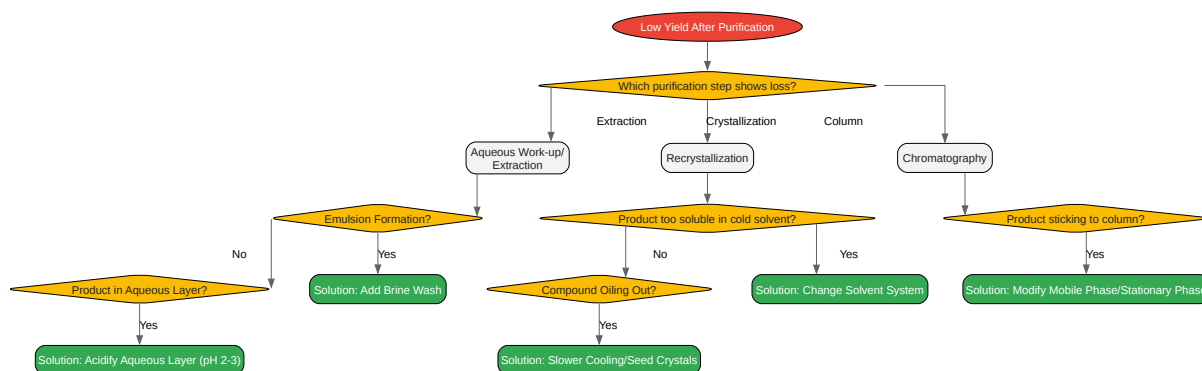 Low Yield After Purification
Which purification step shows loss?
Extraction
Crystallization
Column
Aqueous Work-up/
Extraction
Recrystallization
Chromatography
Emulsion Formation?
Product too soluble in cold solvent?
Product sticking to column?
No
Yes
No
Yes
Yes
Product in Aqueous Layer?
Solution: Add Brine Wash
Compound Oiling Out?
Solution: Change Solvent System
Solution: Modify Mobile Phase/Stationary Phase
Yes
Yes
Solution: Acidify Aqueous Layer (pH 2-3)
Solution: Slower Cooling/Seed Crystals